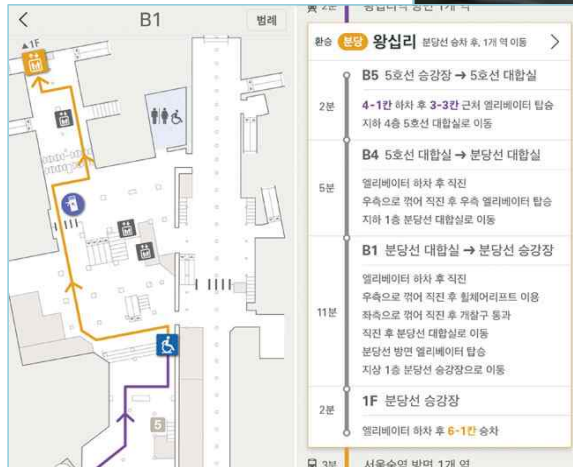 B1
범례
▲1F
5
환승 분당 왕십리 분당선 승차 후, 1개 역 이동
2분
B5 5호선 승강장 → 5호선 대합실
4-1칸 하차 후 3-3칸 근처 엘리베이터 탑승
지하 4층 5호선 대합실로 이동
5분
B4 5호선 대합실 → 분당선 대합실
엘리베이터 하차 후 직진
우측으로 꺾어 직진 후 우측 엘리베이터 탑승
지하 1층 분당선 대합실로 이동
11분
B1 분당선 대합실 → 분당선 승강장
엘리베이터 하차 후 직진
우측으로 꺾어 직진 후 휠체어리프트 이용
좌측으로 꺾어 직진 후 개찰구 통과
직진 후 분당선 대합실로 이동
분당선 방면 엘리베이터 탑승
지상 1층 분당선 승강장으로 이동
2분
1F 분당선 승강장
엘리베이터 하차 후 6-1칸 승차
3분
서울숲역 방면 1개 역